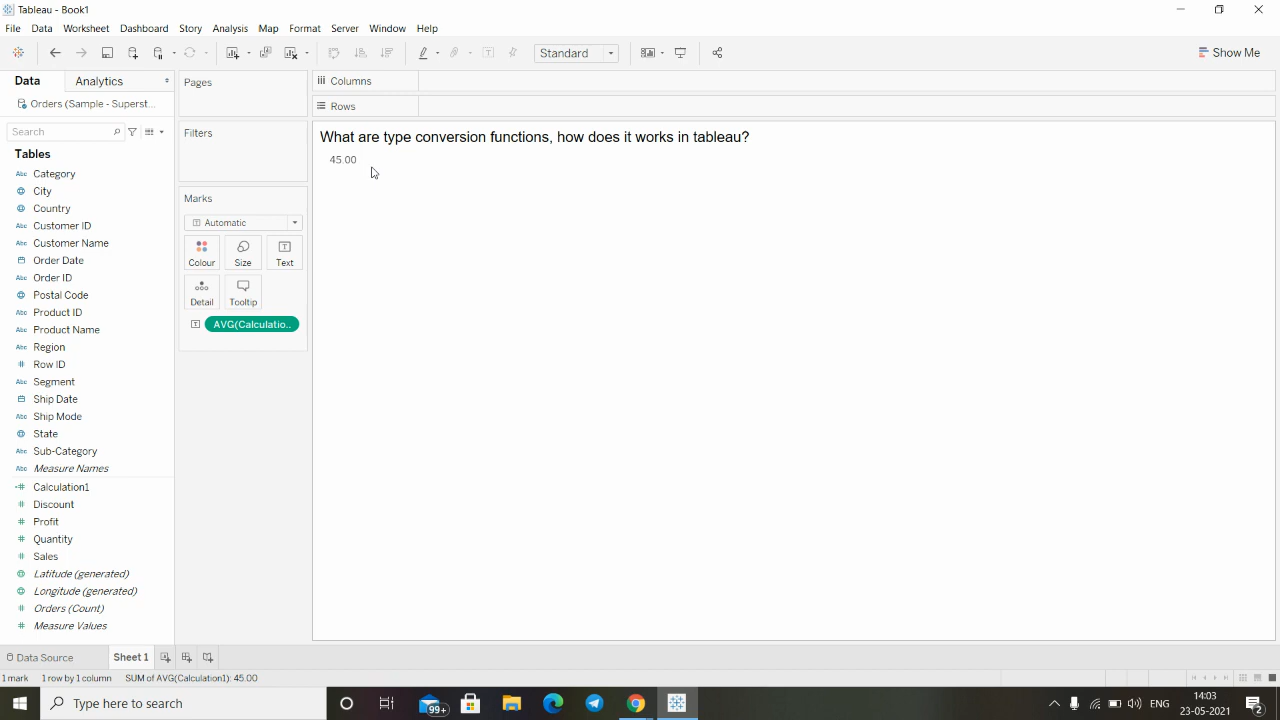 Tableau - Book1
File Data Worksheet Dashboard Story Analysis Map Format Server Window Help
Standard
Show Me
Data Analytics
Orders (Sample - Superst...
Search
Tables
Category
City
Country
Customer ID
Customer Name
Order Date
Order ID
Postal Code
Product ID
Product Name
Region
Row ID
Segment
Ship Date
Ship Mode
State
Sub-Category
Measure Names
Calculation1
Discount
Profit
Quantity
Sales
Latitude (generated)
Longitude (generated)
Orders (Count)
Measure Values
Pages
Filters
Marks
Automatic
Colour Size Text
Detail Tooltip
AVG(Calculatio..
Columns
Rows
What are type conversion functions, how does it works in tableau?
45.00
Data Source Sheet 1
1 mark 1 row by 1 column SUM of AVG(Calculation1): 45.00
Type here to search
99+
ENG
14:03
23-05-2021
2